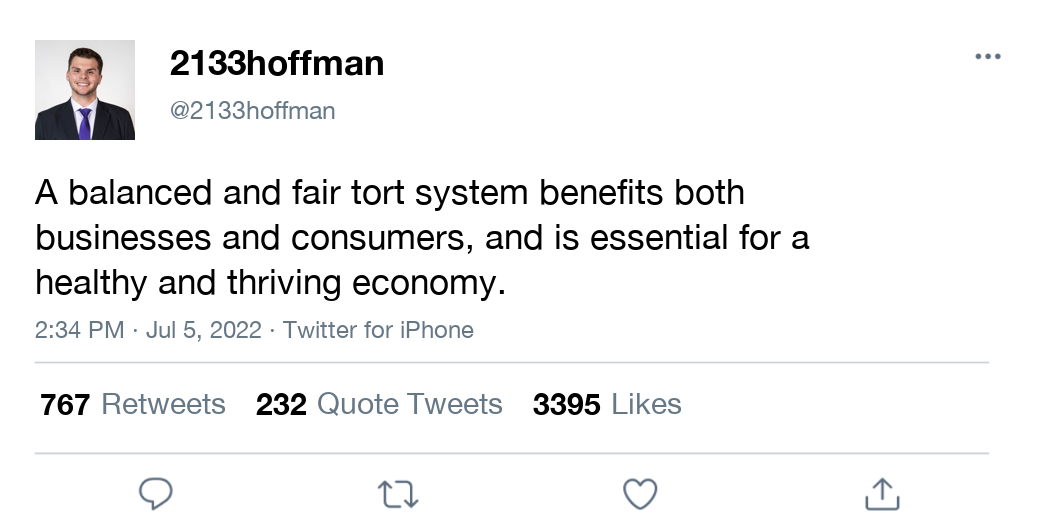 2133hoffman
@2133hoffman
A balanced and fair tort system benefits both
businesses and consumers, and is essential for a
healthy and thriving economy.
2:34 PM · Jul 5, 2022 · Twitter for iPhone
767 Retweets 232 Quote Tweets 3395 Likes